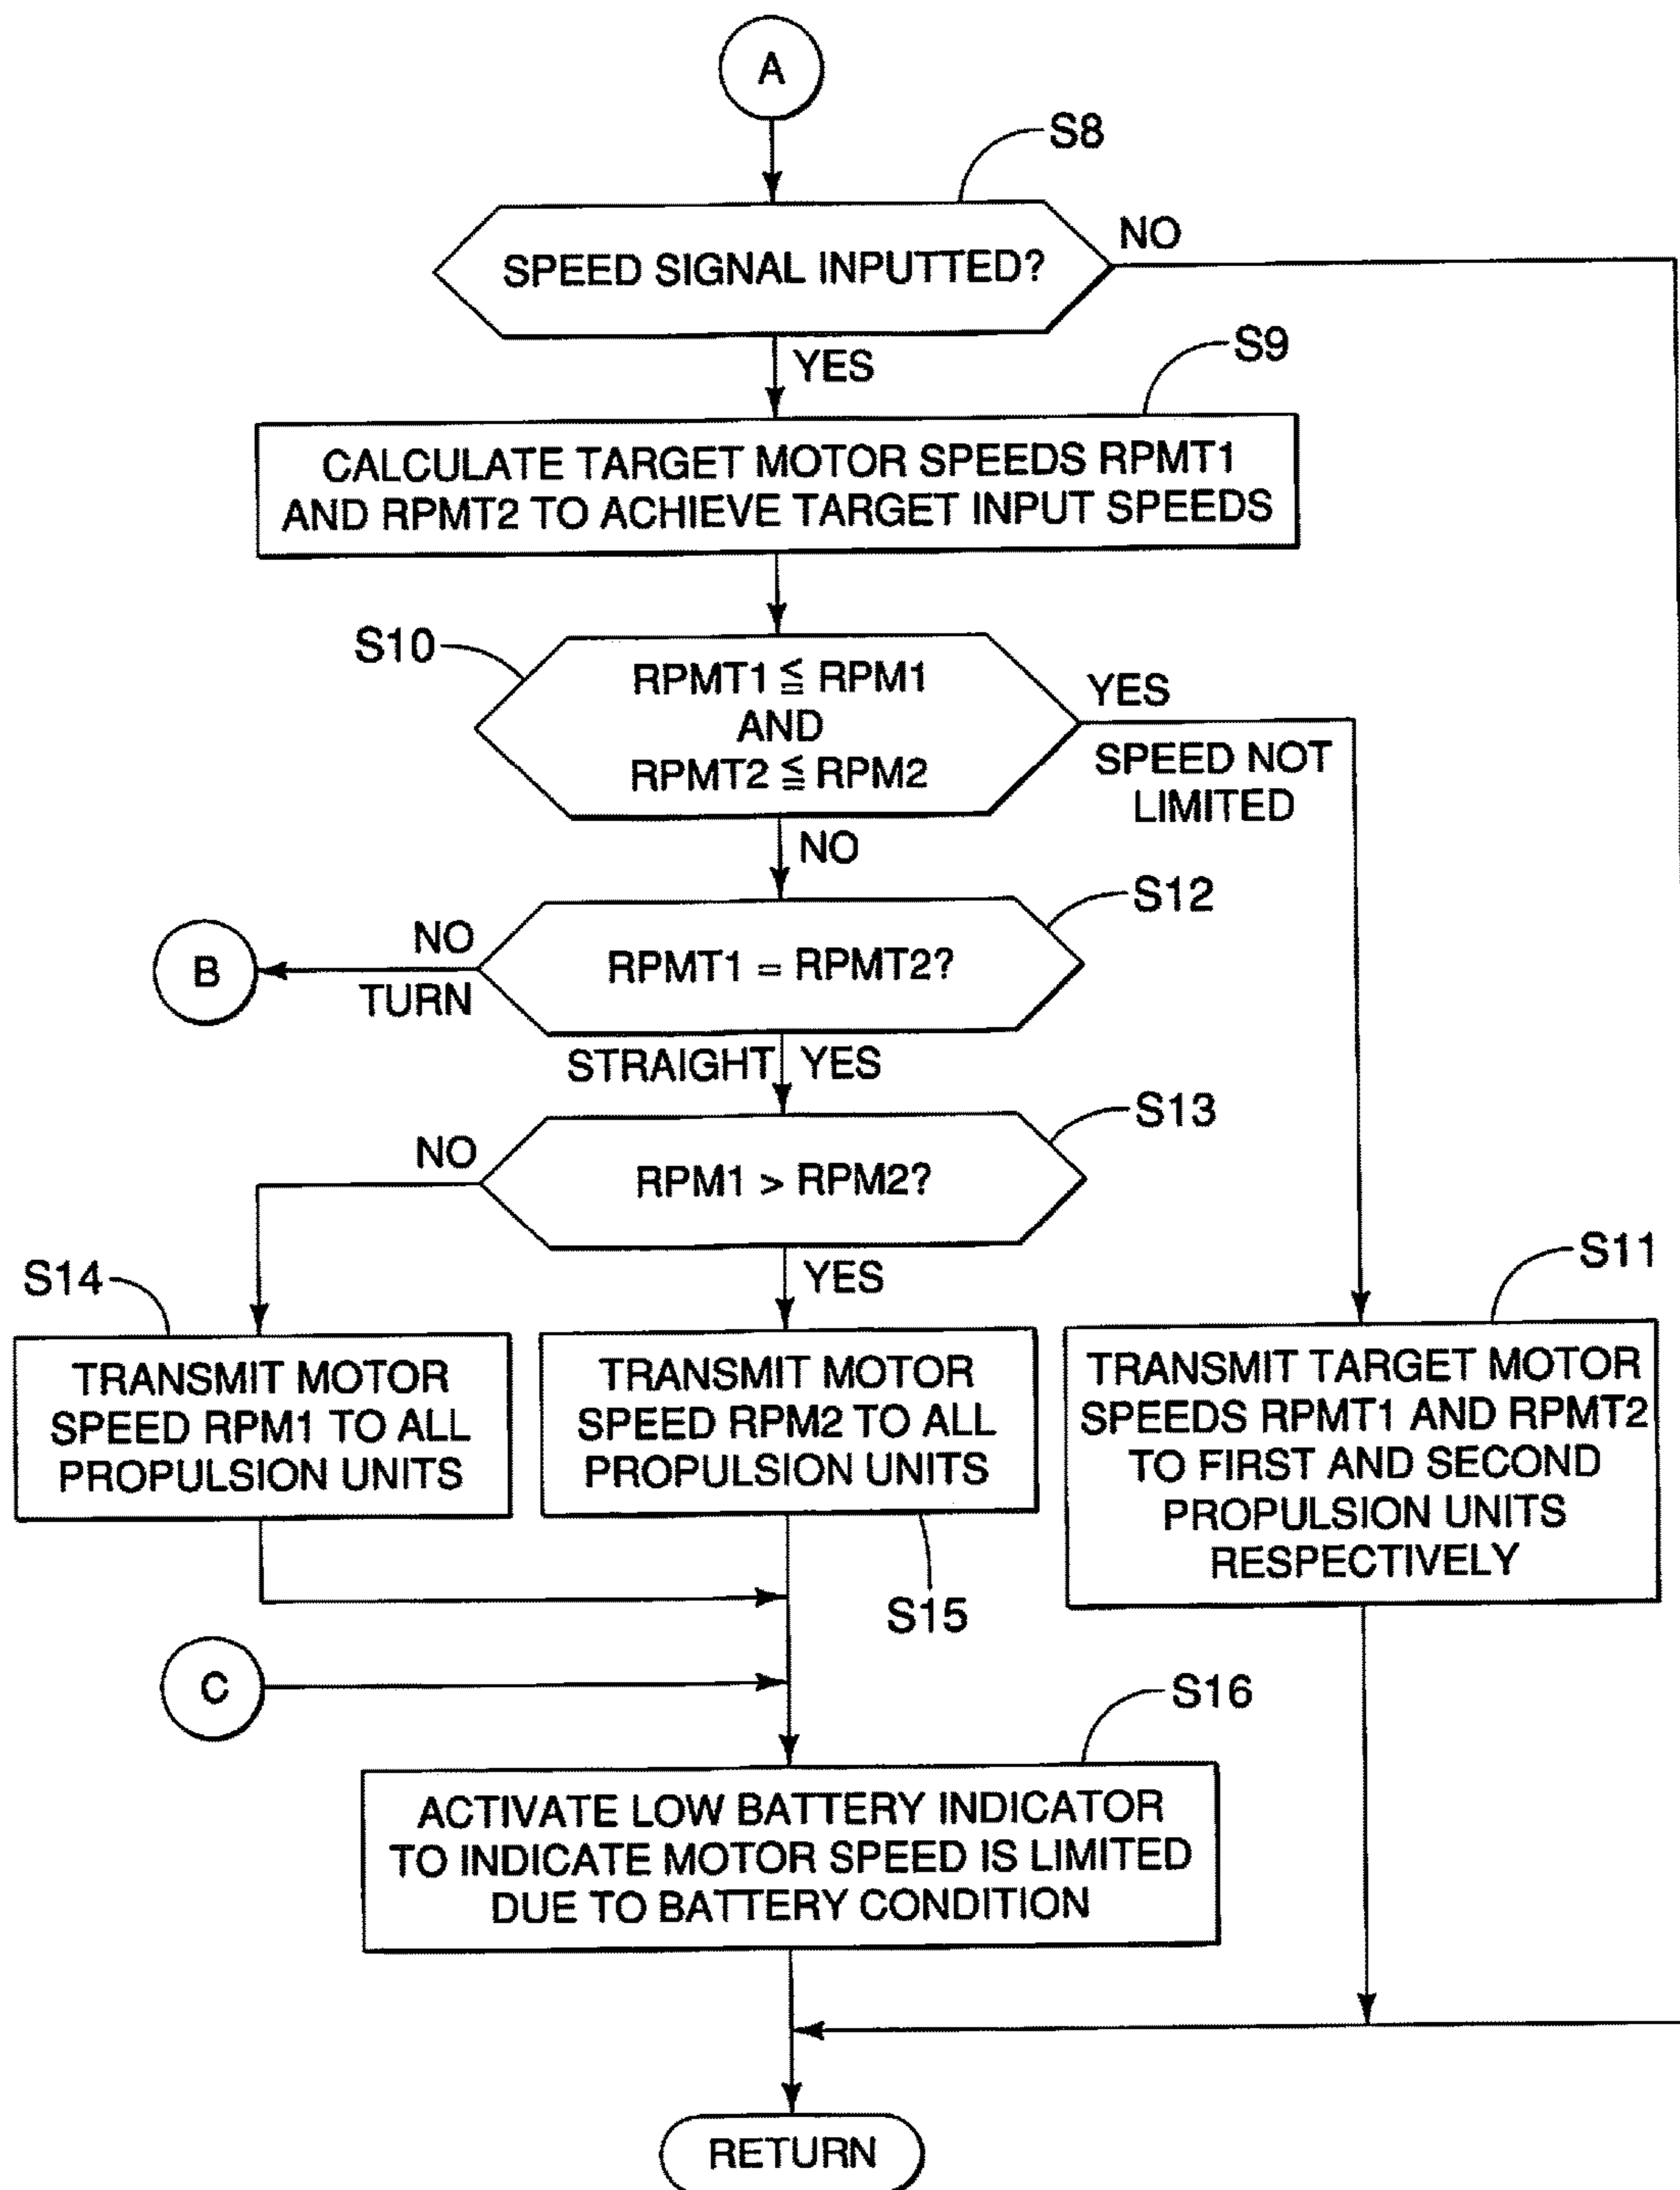 A
S8
SPEED SIGNAL INPUTTED?
NO
YES
S9
CALCULATE TARGET MOTOR SPEEDS RPMT1
AND RPMT2 TO ACHIEVE TARGET INPUT SPEEDS
S10
RPMT1 ≦ RPM1
AND
RPMT2 ≦ RPM2
YES
SPEED NOT
LIMITED
NO
S12
RPMT1 = RPMT2?
NO
TURN
B
STRAIGHT YES
S13
RPM1 > RPM2?
NO
YES
S14
TRANSMIT MOTOR
SPEED RPM1 TO ALL
PROPULSION UNITS
TRANSMIT MOTOR
SPEED RPM2 TO ALL
PROPULSION UNITS
S15
S11
TRANSMIT TARGET MOTOR
SPEEDS RPMT1 AND RPMT2
TO FIRST AND SECOND
PROPULSION UNITS
RESPECTIVELY
C
S16
ACTIVATE LOW BATTERY INDICATOR
TO INDICATE MOTOR SPEED IS LIMITED
DUE TO BATTERY CONDITION
RETURN